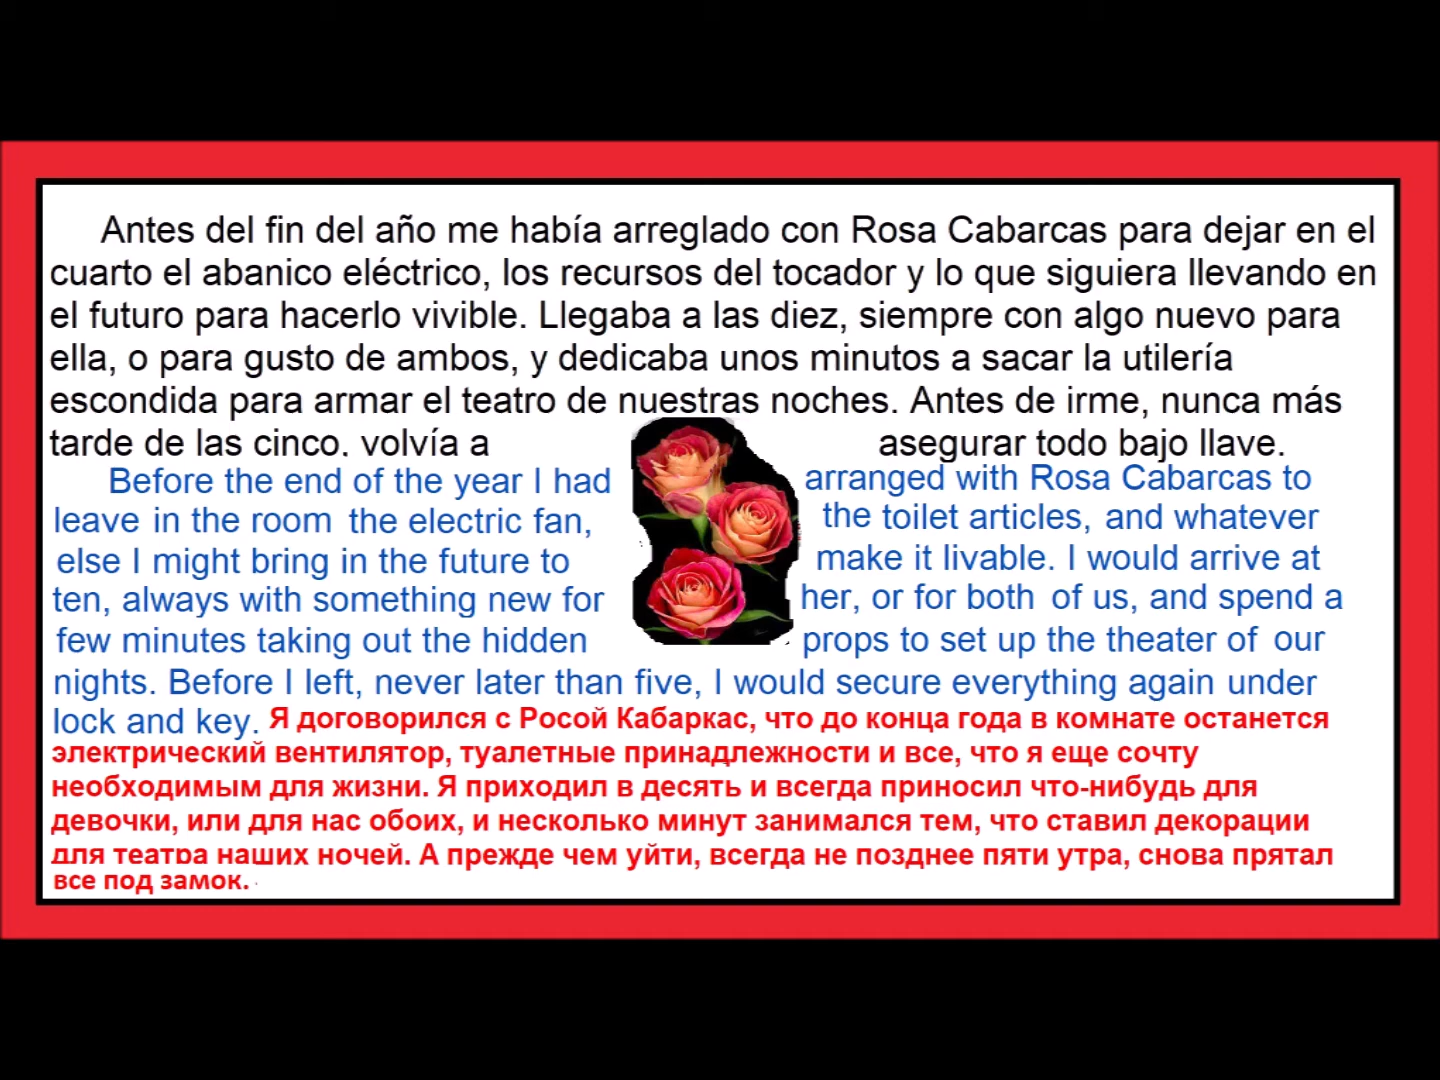 Antes del fin del año me había arreglado con Rosa Cabarcas para dejar en el
cuarto el abanico eléctrico, los recursos del tocador y lo que siguiera llevando en
el futuro para hacerlo vivible. Llegaba a las diez, siempre con algo nuevo para
ella, o para gusto de ambos, y dedicaba unos minutos a sacar la utilería
escondida para armar el teatro de nuestras noches. Antes de irme, nunca más
tarde de las cinco, volvía a asegurar todo bajo llave.
Before the end of the year I had arranged with Rosa Cabarcas to
leave in the room the electric fan, the toilet articles, and whatever
else I might bring in the future to make it livable. I would arrive at
ten, always with something new for her, or for both of us, and spend a
few minutes taking out the hidden props to set up the theater of our
nights. Before I left, never later than five, I would secure everything again under
lock and key. Я договорился с Росой Кабаркас, что до конца года в комнате останется
электрический вентилятор, туалетные принадлежности и все, что я еще сочту
необходимым для жизни. Я приходил в десять и всегда приносил что-нибудь для
девочки, или для нас обоих, и несколько минут занимался тем, что ставил декорации
для театра наших ночей. А прежде чем уйти, всегда не позднее пяти утра, снова прятал
все под замок.